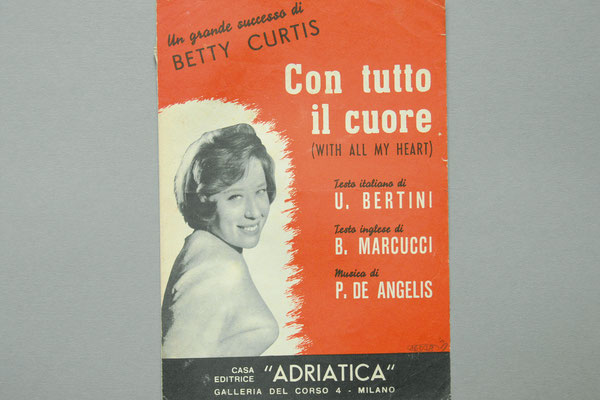 Un grande successo di
BETTY CURTIS
Con tutto
il cuore
(WITH ALL MY HEART)
Testo italiano di
U. BERTINI
Testo inglese di
B. MARCUCCI
Musica di
P. DE ANGELIS
CASA
EDITRICE "ADRIATICA"
GALLERIA DEL CORSO 4 - MILANO